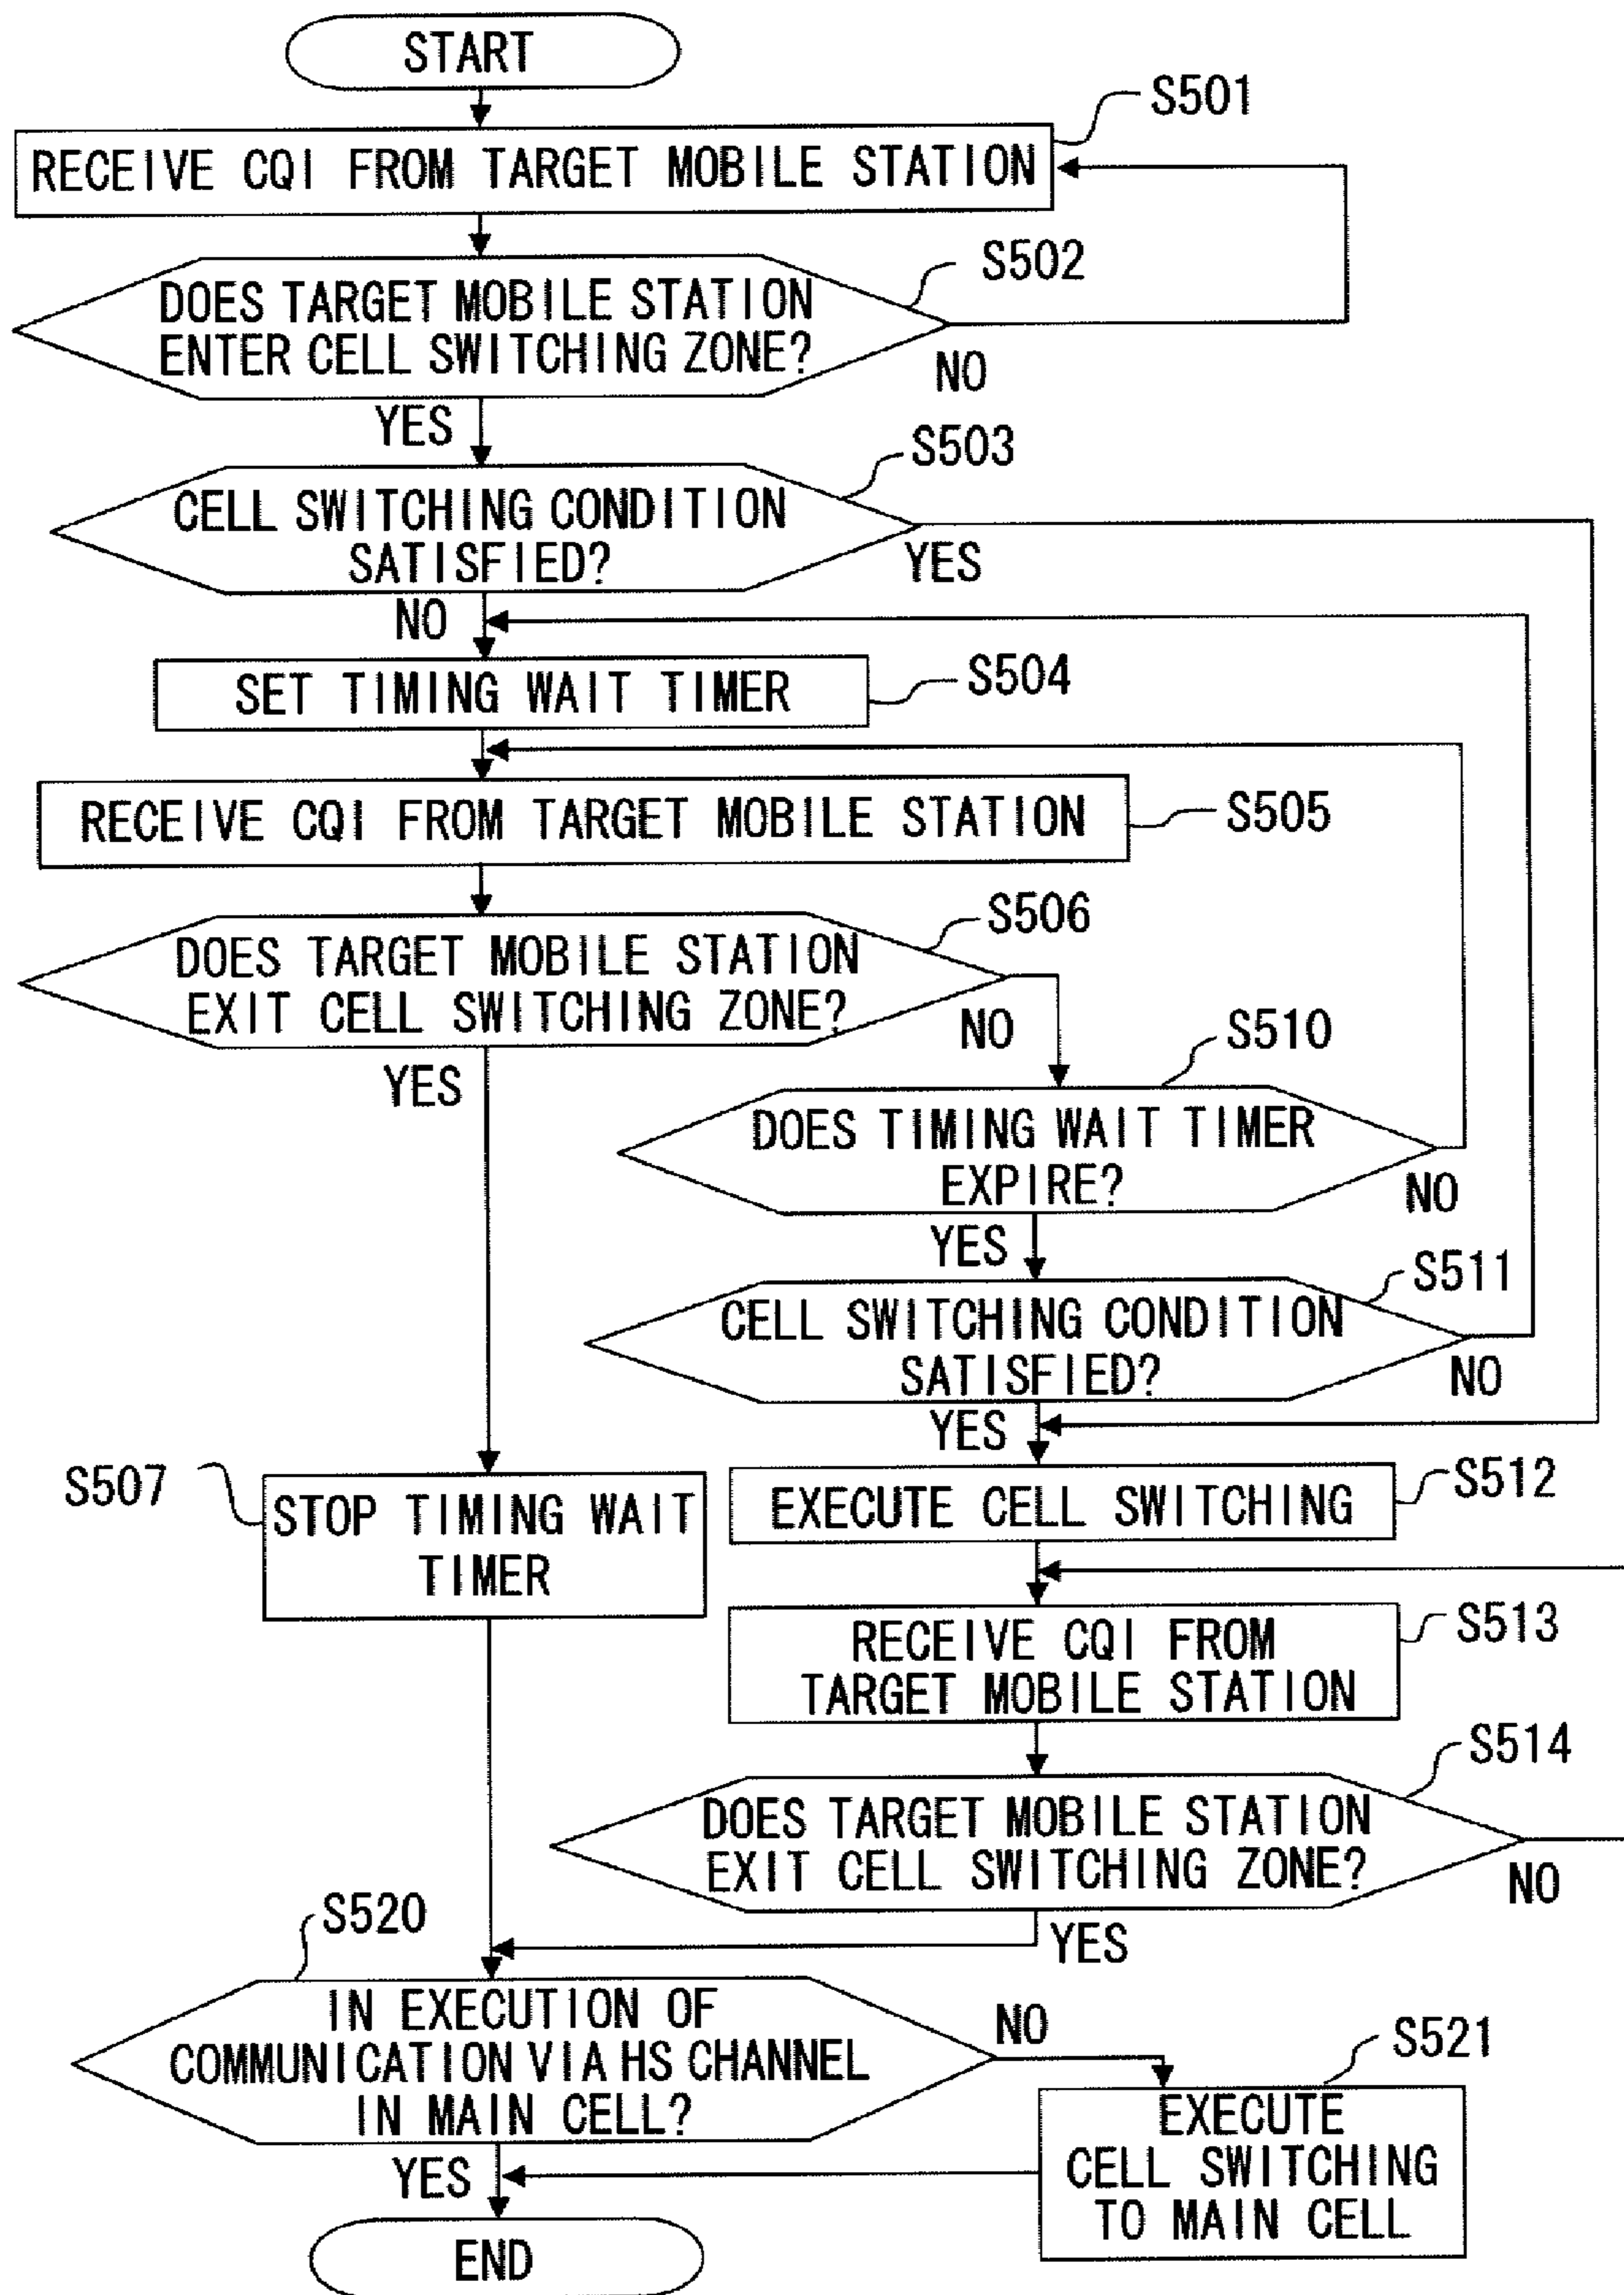 START
S501
RECEIVE CQI FROM TARGET MOBILE STATION
S502
DOES TARGET MOBILE STATION
ENTER CELL SWITCHING ZONE?
NO
YES
S503
CELL SWITCHING CONDITION
SATISFIED?
YES
NO
SET TIMING WAIT TIMER
S504
RECEIVE CQI FROM TARGET MOBILE STATION
S505
S506
DOES TARGET MOBILE STATION
EXIT CELL SWITCHING ZONE?
NO
YES
S510
DOES TIMING WAIT TIMER
EXPIRE?
NO
YES
S511
CELL SWITCHING CONDITION
SATISFIED?
NO
YES
S507
STOP TIMING WAIT
TIMER
S512
EXECUTE CELL SWITCHING
S513
RECEIVE CQI FROM
TARGET MOBILE STATION
S514
DOES TARGET MOBILE STATION
EXIT CELL SWITCHING ZONE?
NO
YES
S520
IN EXECUTION OF
COMMUNICATION VIA HS CHANNEL
IN MAIN CELL?
NO
S521
EXECUTE
CELL SWITCHING
TO MAIN CELL
YES
END